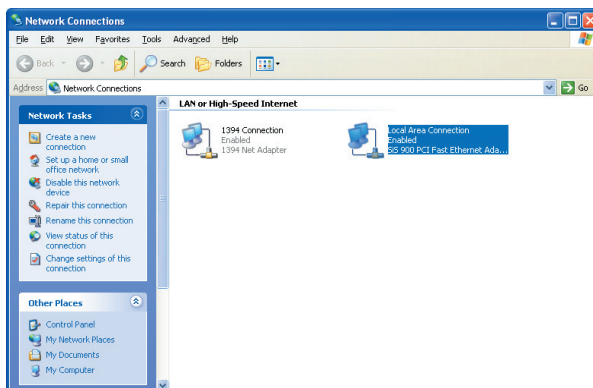 Network Connections
File Edit View Favorites Tools Advanced Help
Back Search Folders
Address Network Connections Go
Network Tasks
Create a new
connection
Set up a home or small
office network
Disable this network
device
Repair this connection
Rename this connection
View status of this
connection
Change settings of this
connection
Other Places
Control Panel
My Network Places
My Documents
My Computer
LAN or High-Speed Internet
1394 Connection
Enabled
1394 Net Adapter
Local Area Connection
Enabled
SiS 900 PCI Fast Ethernet Ada...